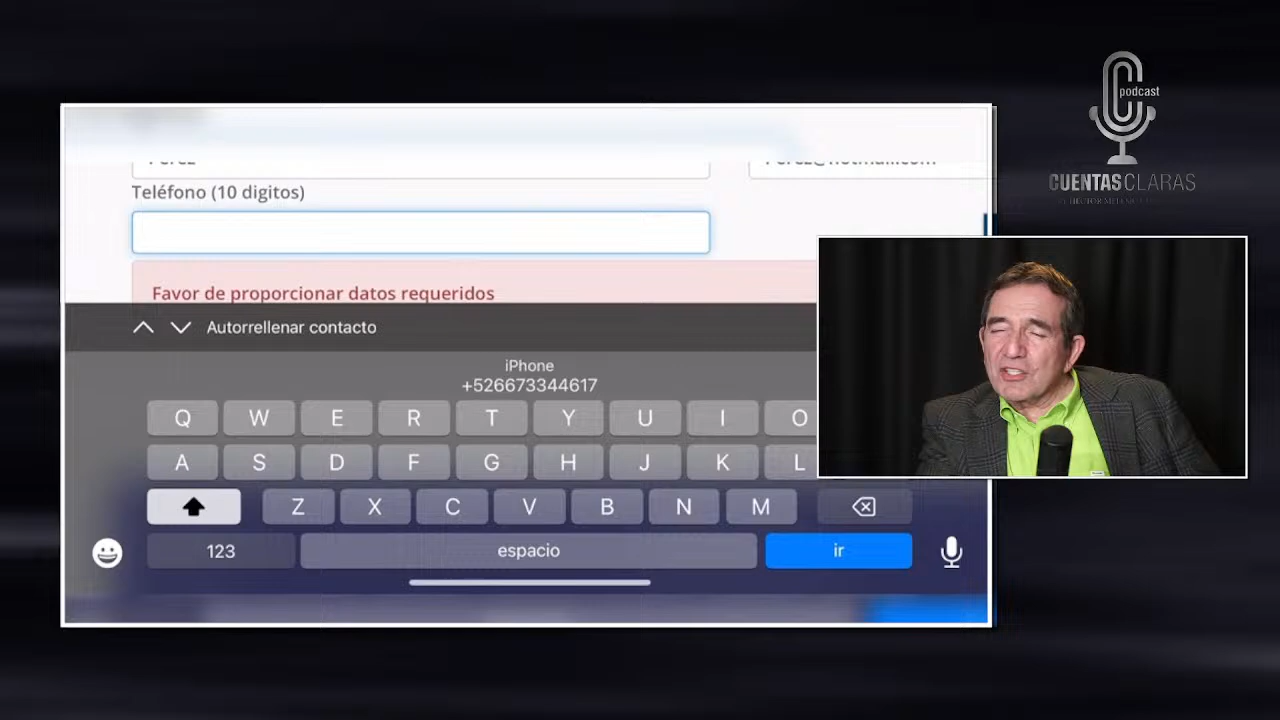 podcast
CUENTASCLARAS
Teléfono (10 digitos)
Favor de proporcionar datos requeridos
Autorrellenar contacto
iPhone
+526673344617
Q W E R T Y U I O
A S D F G H J K L
Z X C V B N M
123 espacio ir